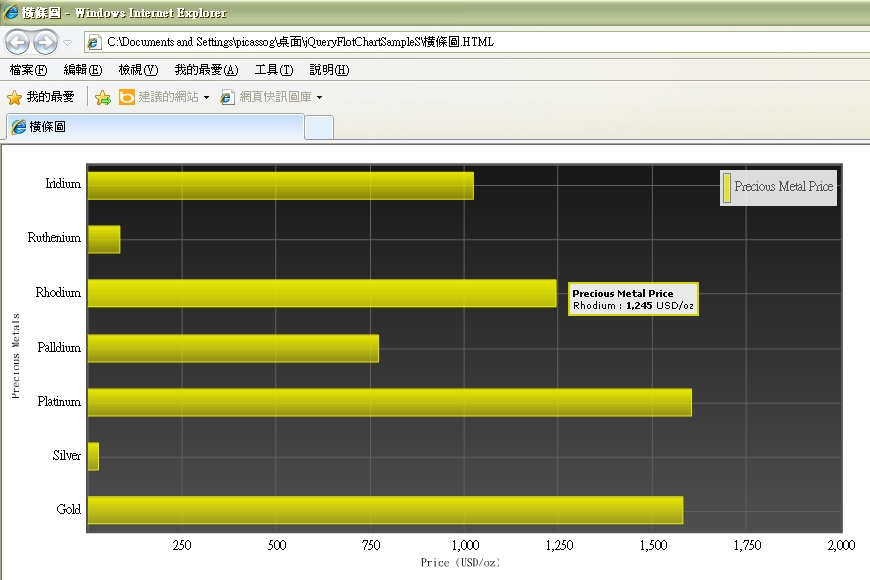 橫條圖 - Windows Internet Explorer
C:\Documents and Settings\picassog\桌面\jQueryFlotChartSampleS\橫條圖.HTML
檔案(F) 編輯(E) 檢視(V) 我的最愛(A) 工具(T) 說明(H)
我的最愛 建議的網站 網頁快訊圖庫
橫條圖
Precious Metal Price
Iridium
Ruthenium
Rhodium
Precious Metal Price
Rhodium : 1,245 USD/oz
Palldium
Platinum
Silver
Gold
Precious Metals
250 500 750 1,000 1,250 1,500 1,750 2,000
Price (USD/oz)